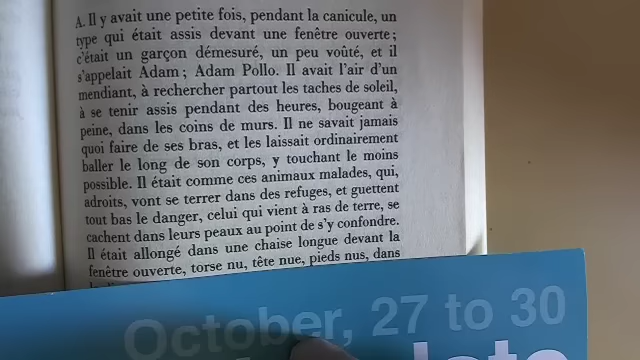 A. Il y avait une petite fois, pendant la canicule, un
type qui était assis devant une fenêtre ouverte ;
c'était un garçon démesuré, un peu voûté, et il
s'appelait Adam ; Adam Pollo. Il avait l'air d'un
mendiant, à rechercher partout les taches de soleil,
à se tenir assis pendant des heures, bougeant à
peine, dans les coins de murs. Il ne savait jamais
quoi faire de ses bras, et les laissait ordinairement
baller le long de son corps, y touchant le moins
possible. Il était comme ces animaux malades, qui,
adroits, vont se terrer dans des refuges, et guettent
tout bas le danger, celui qui vient à ras de terre, se
cachent dans leurs peaux au point de s'y confondre.
Il était allongé dans une chaise longue devant la
fenêtre ouverte, torse nu, tête nue, pieds nus, dans
October, 27 to 30